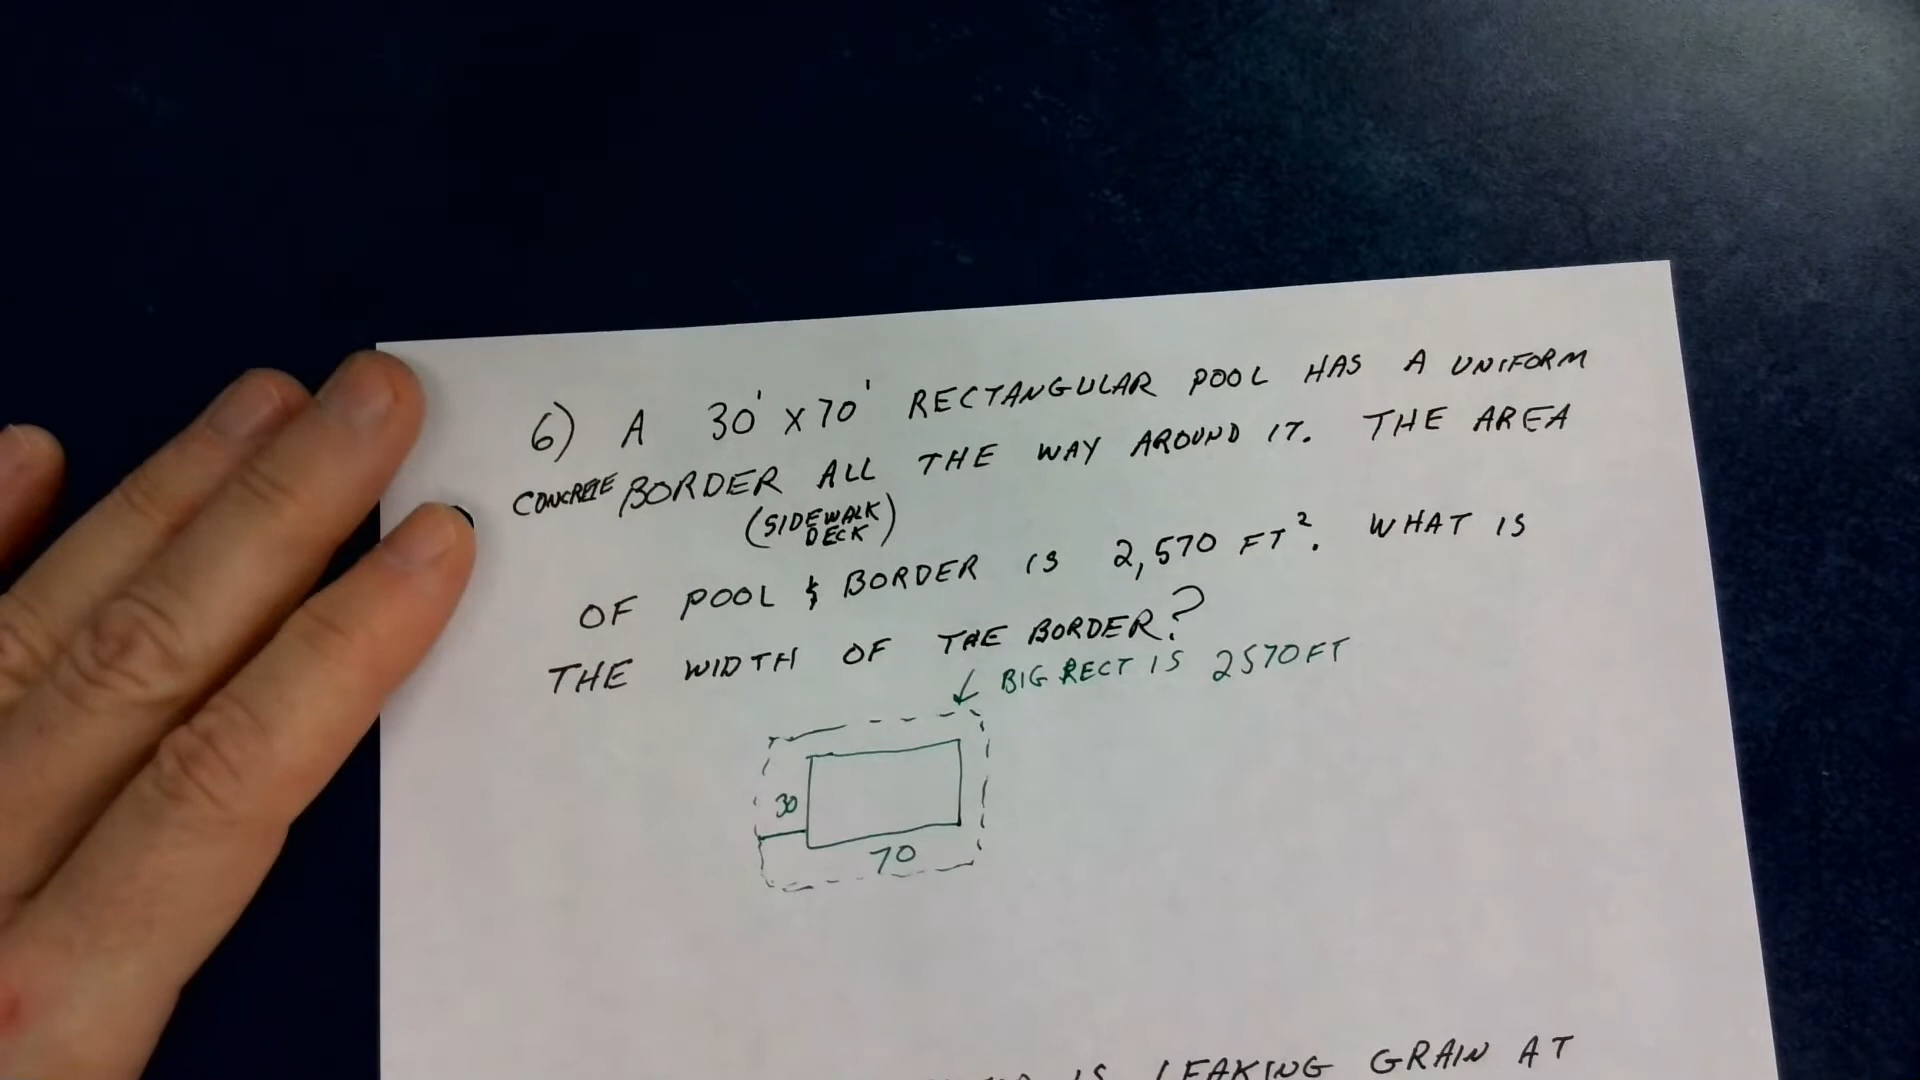 6) A 30' X 70' RECTANGULAR POOL HAS A UNIFORM
CONCRETE BORDER ALL THE WAY AROUND IT. THE AREA
(SIDEWALK
DECK)
OF POOL & BORDER IS 2,570 FT². WHAT IS
THE WIDTH OF THE BORDER?
BIG RECT IS 2570FT
30
70
IS LEAKING GRAIN AT